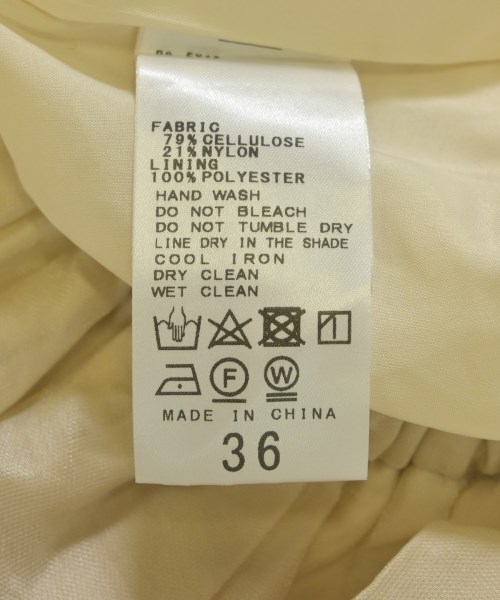 FABRIC
79%CELLULOSE
21%NYLON
LINING
100%POLYESTER
HAND WASH
DO NOT BLEACH
DO NOT TUMBLE DRY
LINE DRY IN THE SHADE
COOL IRON
DRY CLEAN
WET CLEAN
F W
MADE IN CHINA
36